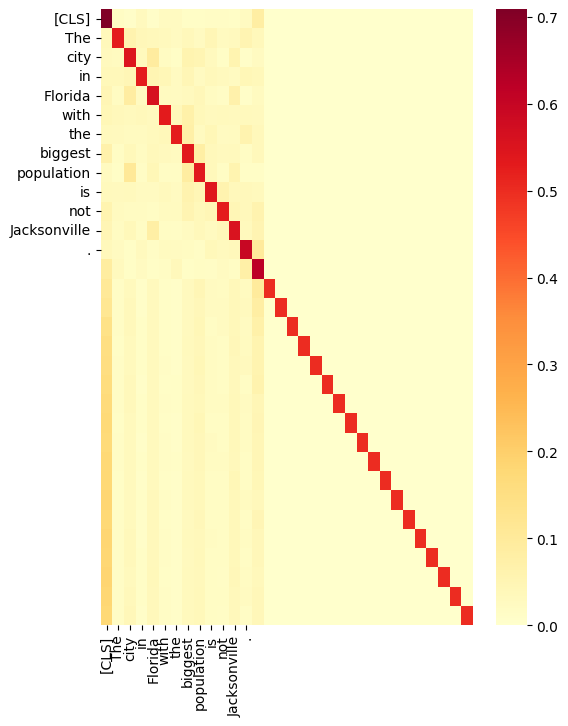 [CLS]
The
city
in
Florida
with
the
biggest
population
is
not
Jacksonville
.
[CLS]
The
city
in
Florida
with
the
biggest
population
is
not
Jacksonville
.
0.7
0.6
0.5
0.4
0.3
0.2
0.1
0.0